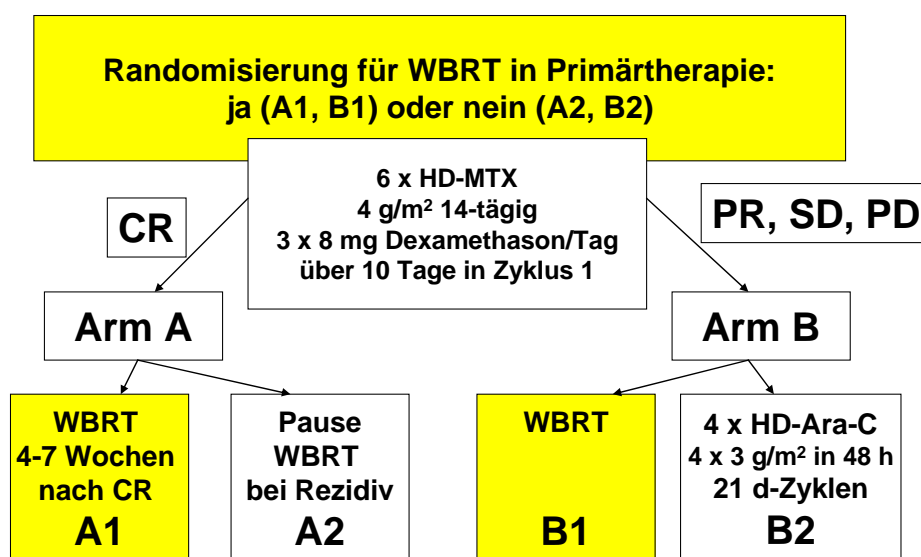 Randomisierung für WBRT in Primärtherapie:
ja (A1, B1) oder nein (A2, B2)
6 x HD-MTX
4 g/m² 14-tägig
3 x 8 mg Dexamethason/Tag
über 10 Tage in Zyklus 1
CR
PR, SD, PD
Arm A
Arm B
WBRT
4-7 Wochen
nach CR
A1
Pause
WBRT
bei Rezidiv
A2
WBRT
B1
4 x HD-Ara-C
4 x 3 g/m² in 48 h
21 d-Zyklen
B2